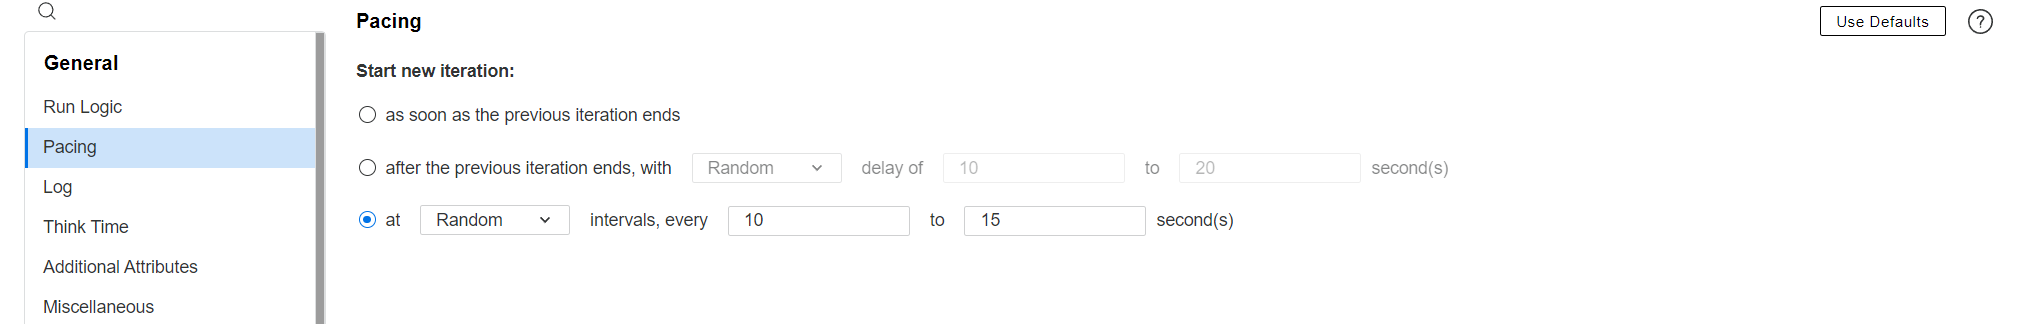 General
Run Logic
Pacing
Log
Think Time
Additional Attributes
Miscellaneous
Pacing
Use Defaults
?
Start new iteration:
as soon as the previous iteration ends
after the previous iteration ends, with Random delay of 10 to 20 second(s)
at Random intervals, every 10 to 15 second(s)